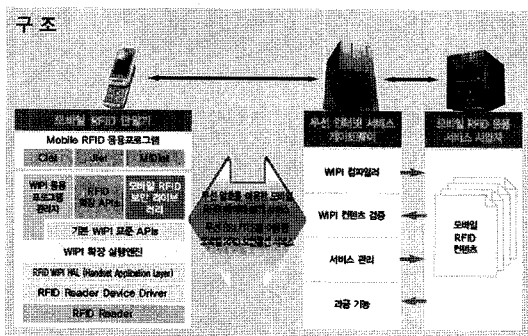 구 조
모바일 RFID 단말기
Mobile RFID 응용프로그램
Clet
Jlet
MIDlet
WIPI 응용
프로그램
관리자
RFID
확장 APIs
모바일 RFID
보안 라이브
러리
기본 WIPI 표준 APIs
WIPI 확장 실행엔진
RFID WIPI HAL (Handset Application Layer)
RFID Reader Device Driver
RFID Reader
무선 인터넷 서비스
게이트웨이
WIPI 컴파일러
WIPI 컨텐츠 검증
서비스 관리
과금 기능
모바일 RFID 응용
서비스 사업자
모바일
RFID
컨텐츠